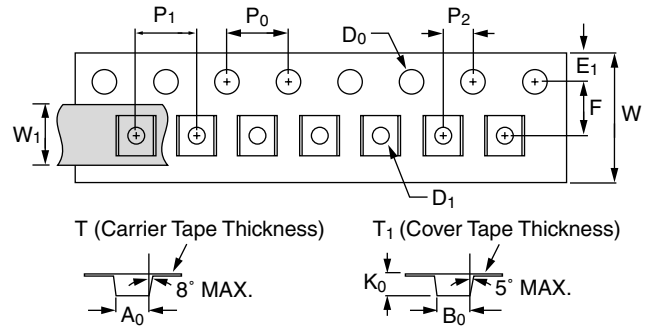 P1 P0 D0 P2
E1
F
W
W1
D1
T (Carrier Tape Thickness) T1 (Cover Tape Thickness)
K0
8° MAX. 5° MAX.
A0 B0